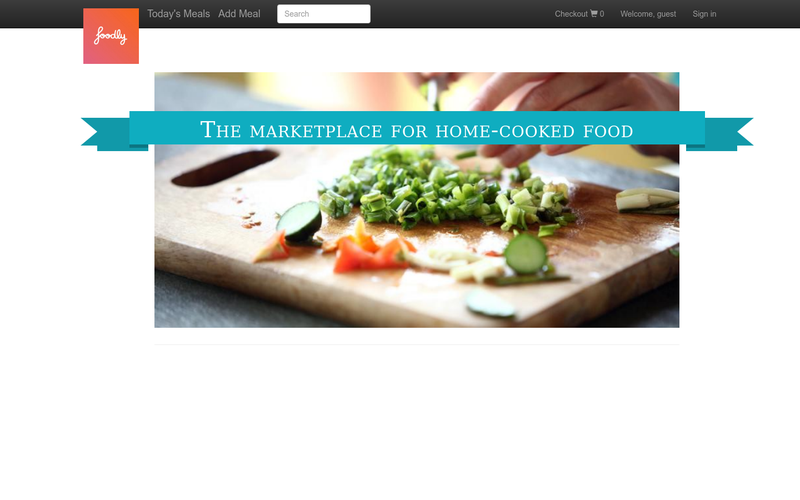 foodly
Today's Meals
Add Meal
Search
Checkout 0
Welcome, guest
Sign in
The marketplace for home-cooked food